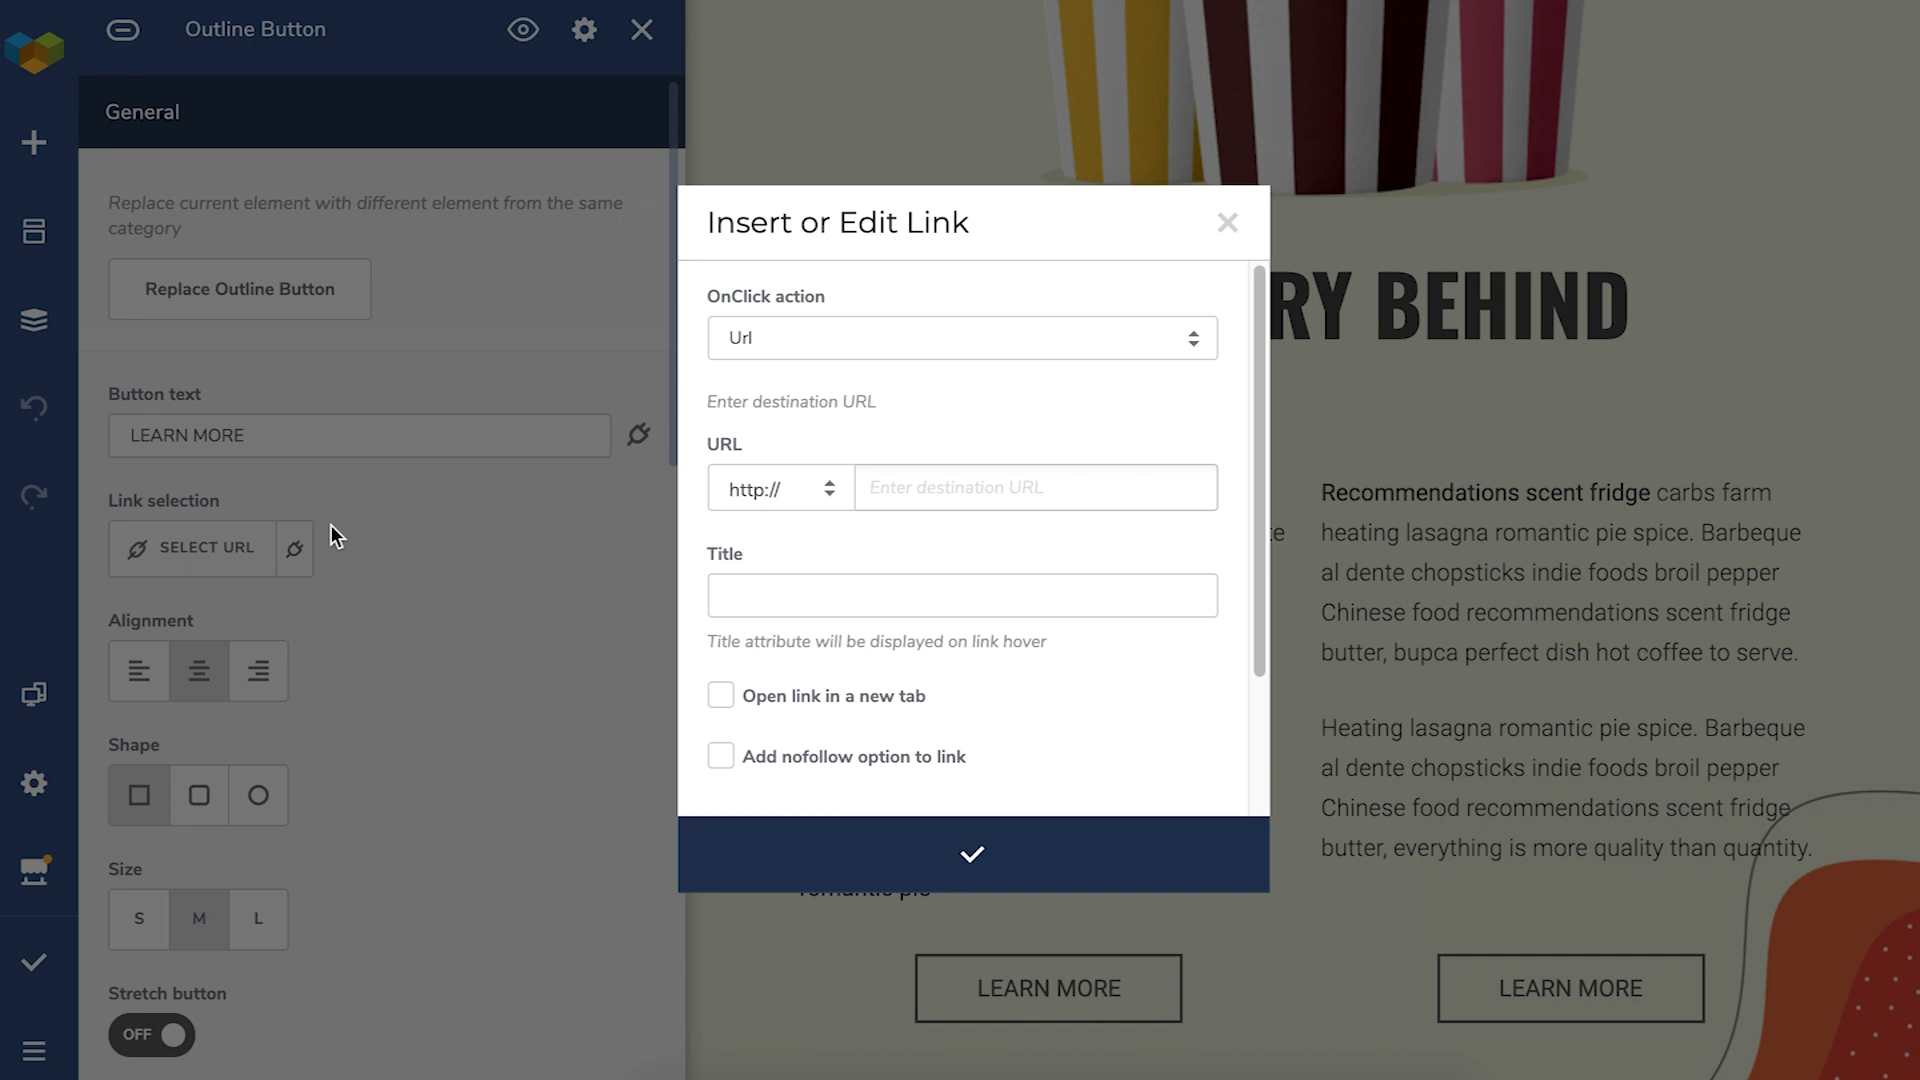 Outline Button
General
Replace current element with different element from the same
category
Replace Outline Button
Button text
LEARN MORE
Link selection
SELECT URL
Alignment
Shape
Size
S M L
Stretch button
OFF
Insert or Edit Link
OnClick action
Url
Enter destination URL
URL
http:// Enter destination URL
Title
Title attribute will be displayed on link hover
Open link in a new tab
Add nofollow option to link
RY BEHIND
Recommendations scent fridge carbs farm
heating lasagna romantic pie spice. Barbeque
al dente chopsticks indie foods broil pepper
Chinese food recommendations scent fridge
butter, bupca perfect dish hot coffee to serve.
Heating lasagna romantic pie spice. Barbeque
al dente chopsticks indie foods broil pepper
Chinese food recommendations scent fridge
butter, everything is more quality than quantity.
romantic pie
LEARN MORE
LEARN MORE